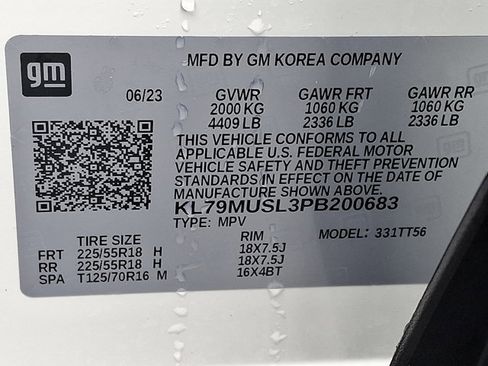 gm
MFD BY GM KOREA COMPANY
06/23 GVWR GAWR FRT GAWR RR
2000 KG 1060 KG 1060 KG
4409 LB 2336 LB 2336 LB
THIS VEHICLE CONFORMS TO ALL
APPLICABLE U.S. FEDERAL MOTOR
VEHICLE SAFETY AND THEFT PREVENTION
STANDARDS IN EFFECT ON THE DATE OF
MANUFACTURE SHOWN ABOVE.
KL79MUSL3PB200683
TYPE: MPV
TIRE SIZE RIM MODEL: 331TT56
FRT 225/55R18 H 18X7.5J
RR 225/55R18 H 18X7.5J
SPA T125/70R16 M 16X4BT